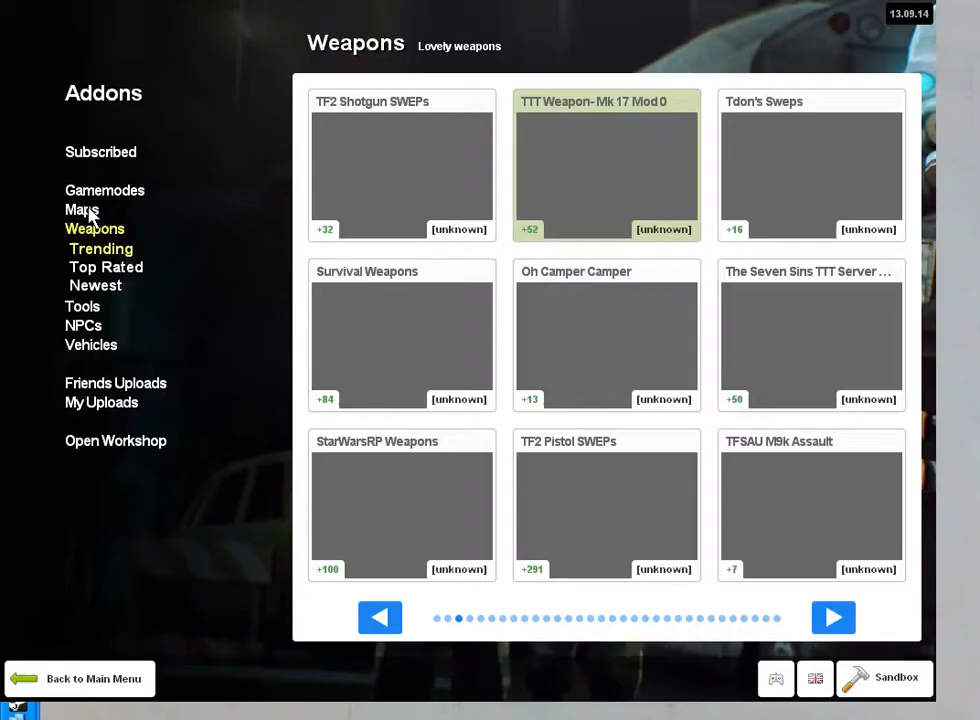 13.09.14
Weapons Lovely weapons
Addons
Subscribed
Gamemodes
Maps
Weapons
Trending
Top Rated
Newest
Tools
NPCs
Vehicles
Friends Uploads
My Uploads
Open Workshop
TF2 Shotgun SWEPs
+32 [unknown]
TTT Weapon- Mk 17 Mod 0
+52 [unknown]
Tdon's Sweps
+16 [unknown]
Survival Weapons
+84 [unknown]
Oh Camper Camper
+13 [unknown]
The Seven Sins TTT Server ...
+50 [unknown]
StarWarsRP Weapons
+100 [unknown]
TF2 Pistol SWEPs
+291 [unknown]
TFSAU M9k Assault
+7 [unknown]
Back to Main Menu
Sandbox